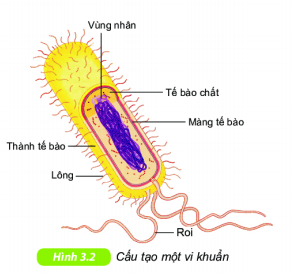 Vùng nhân
Tế bào chất
Màng tế bào
Thành tế bào
Lông
Roi
Hình 3.2 Cấu tạo một vi khuẩn